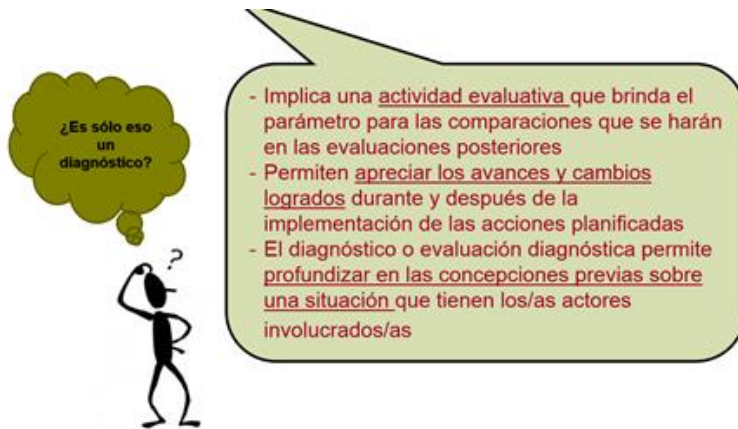 ¿Es sólo eso
un
diagnóstico?
?
- Implica una actividad evaluativa que brinda el
parámetro para las comparaciones que se harán
en las evaluaciones posteriores
- Permiten apreciar los avances y cambios
logrados durante y después de la
implementación de las acciones planificadas
- El diagnóstico o evaluación diagnóstica permite
profundizar en las concepciones previas sobre
una situación que tienen los/as actores
involucrados/as